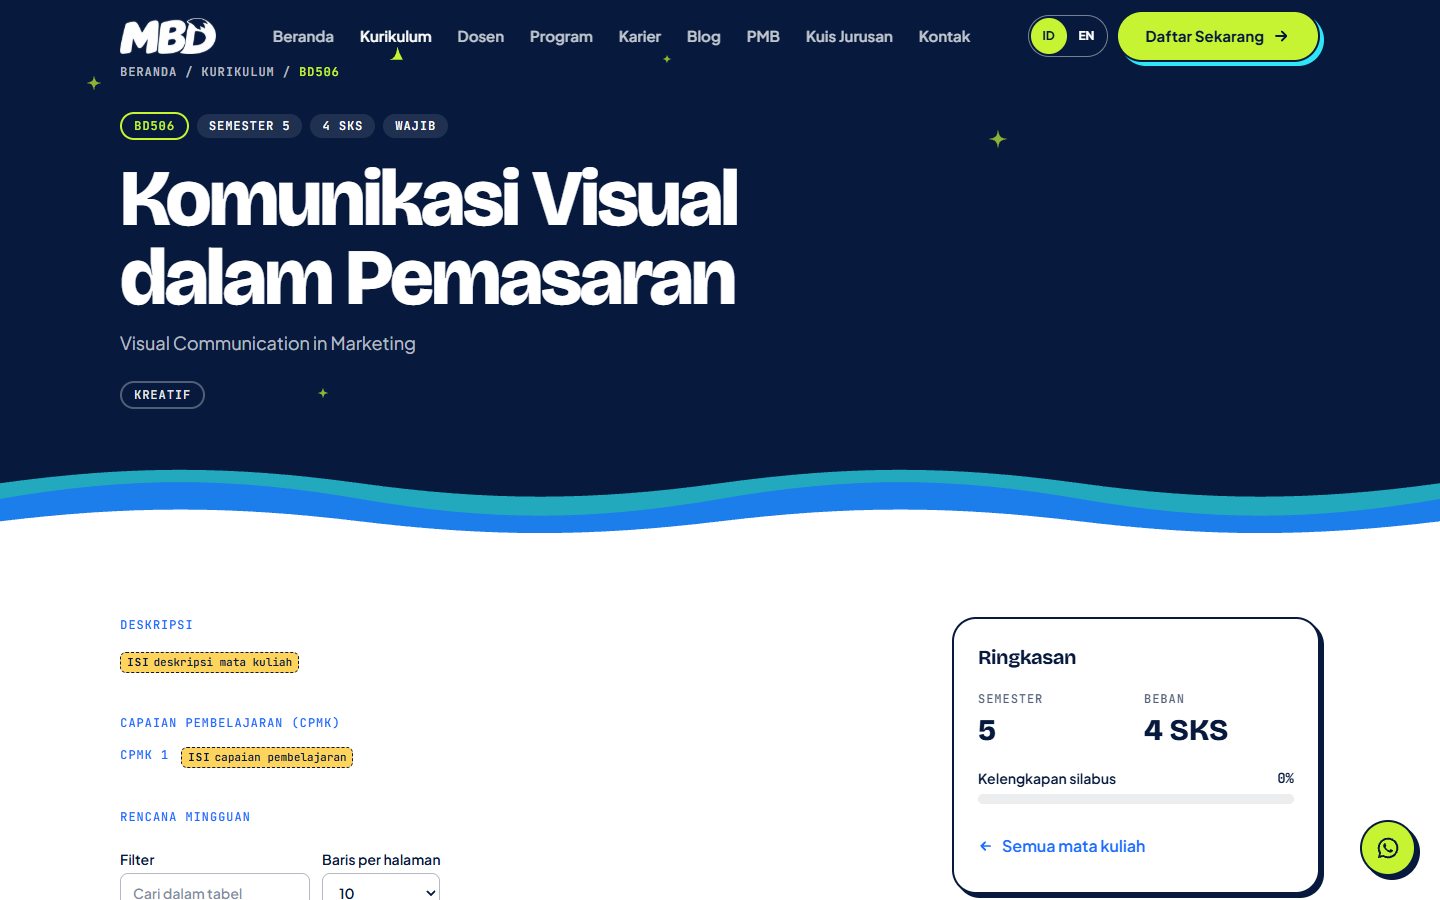 MBD
Beranda Kurikulum Dosen Program Karier Blog PMB Kuis Jurusan Kontak
ID EN
Daftar Sekarang →
BERANDA / KURIKULUM / BD506
BD506 SEMESTER 5 4 SKS WAJIB
Komunikasi Visual
dalam Pemasaran
Visual Communication in Marketing
KREATIF
DESKRIPSI
ISI deskripsi mata kuliah
CAPAIAN PEMBELAJARAN (CPMK)
CPMK 1 ISI capaian pembelajaran
RENCANA MINGGUAN
Filter Baris per halaman
Cari dalam tabel 10
Ringkasan
SEMESTER BEBAN
5 4 SKS
Kelengkapan silabus 0%
← Semua mata kuliah